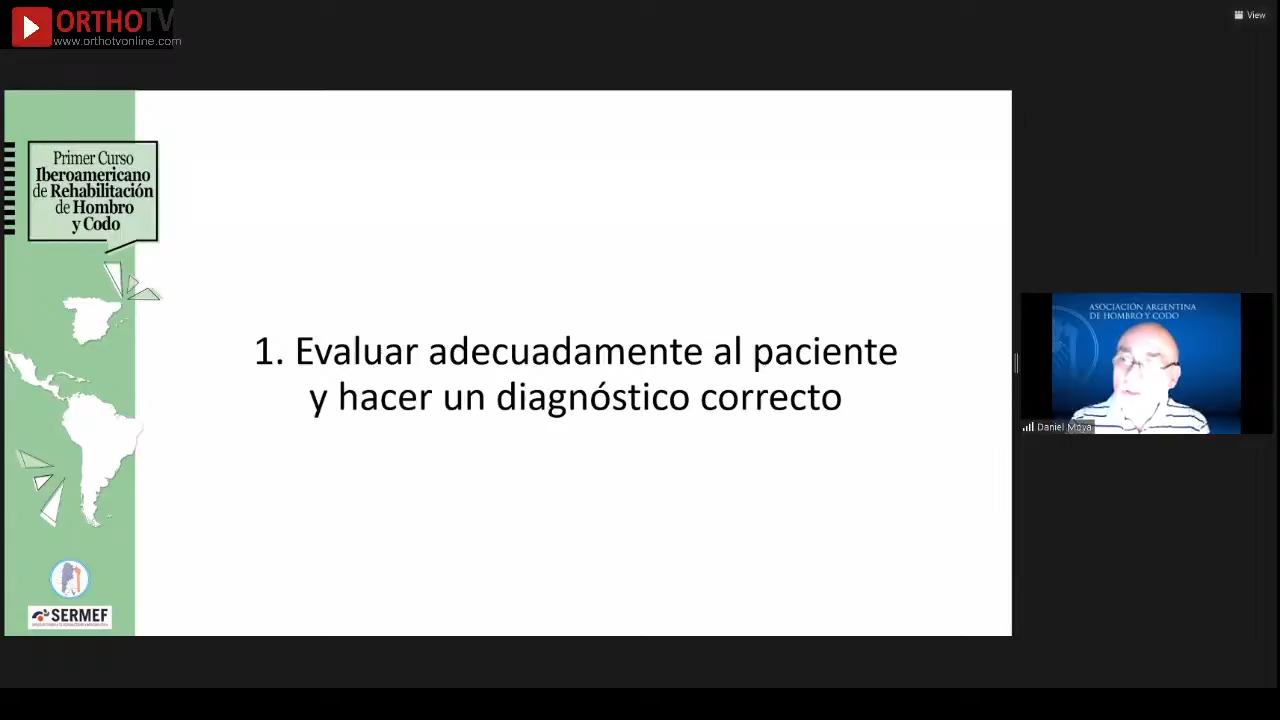 ORTHOTV
www.orthotvonline.com
View
Primer Curso
Iberoamericano
de Rehabilitación
de Hombro
y Codo
1. Evaluar adecuadamente al paciente
y hacer un diagnóstico correcto
ASOCIACIÓN ARGENTINA
DE HOMBRO Y CODO
Daniel Moya
SERMEF